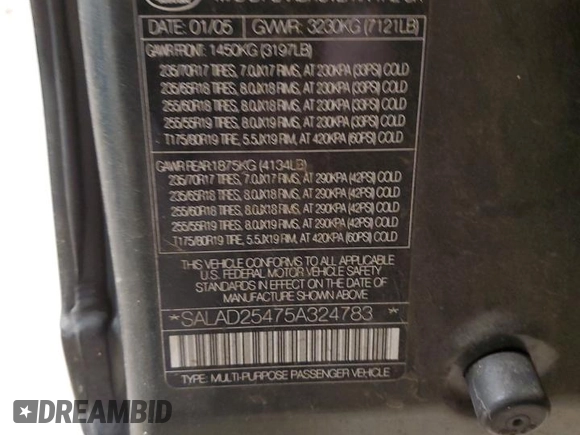 DATE: 01/05 GVWR: 3230KG (7121LB)
GAWR FRONT: 1450KG (3197LB)
235/70R17 TIRES, 7.0JX17 RIMS, AT 230KPA (33PSI) COLD
235/65R18 TIRES, 8.0JX18 RIMS, AT 230KPA (33PSI) COLD
255/60R18 TIRES, 8.0JX18 RIMS, AT 230KPA (33PSI) COLD
255/55R19 TIRES, 8.0JX19 RIMS, AT 230KPA (33PSI) COLD
T175/80R19 TIRE, 5.5JX19 RIM, AT 420KPA (60PSI) COLD
GAWR REAR: 1875KG (4134LB)
235/70R17 TIRES, 7.0JX17 RIMS, AT 290KPA (42PSI) COLD
235/65R18 TIRES, 8.0JX18 RIMS, AT 290KPA (42PSI) COLD
255/60R18 TIRES, 8.0JX18 RIMS, AT 290KPA (42PSI) COLD
255/55R19 TIRES, 8.0JX19 RIMS, AT 290KPA (42PSI) COLD
T175/80R19 TIRE, 5.5JX19 RIM, AT 420KPA (60PSI) COLD
THIS VEHICLE CONFORMS TO ALL APPLICABLE
U.S. FEDERAL MOTOR VEHICLE SAFETY
STANDARDS IN EFFECT ON THE DATE OF
MANUFACTURE SHOWN ABOVE.
*SALAD25475A324783 *
TYPE: MULTI-PURPOSE PASSENGER VEHICLE
DREAMBID